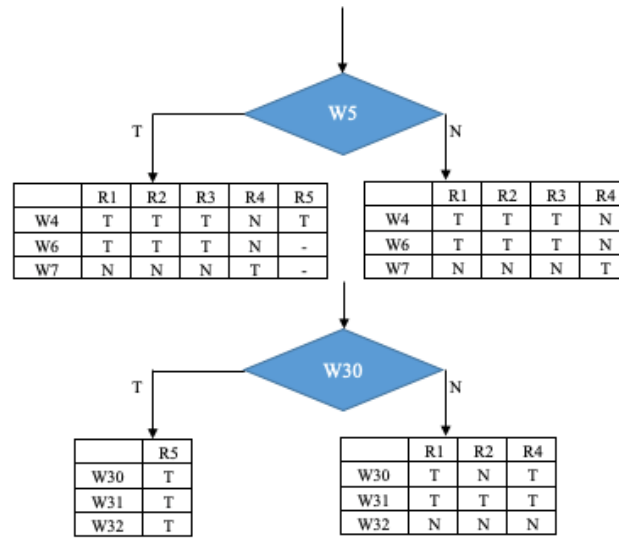 W5
T N
R1 R2 R3 R4 R5
W4 T T T N T
W6 T T T N -
W7 N N N T -
R1 R2 R3 R4
W4 T T T N
W6 T T T N
W7 N N N T
W30
T N
R5
W30 T
W31 T
W32 T
R1 R2 R4
W30 T N T
W31 T T T
W32 N N N